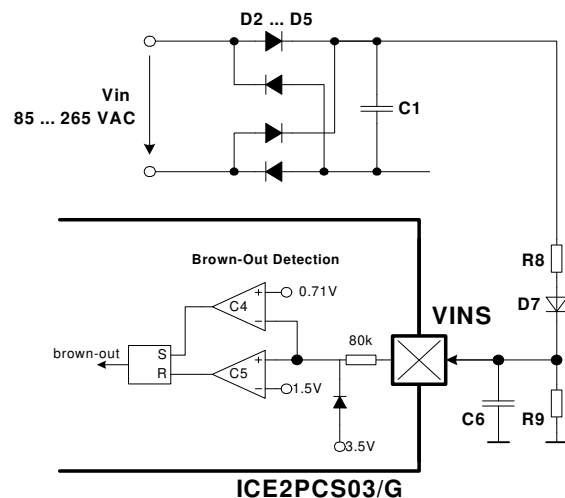 D2 ... D5
Vin
85 ... 265 VAC
C1
R8
D7
Brown-Out Detection
VINS
C4
0.71V
80k
brown-out
S
R
C5
1.5V
C6
R9
3.5V
ICE2PCS03/G